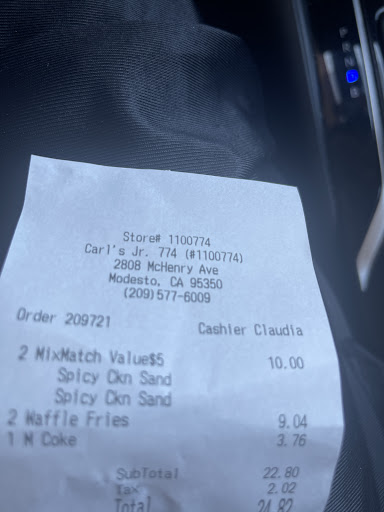 Store# 1100774
Carl's Jr. 774 (#1100774)
2808 McHenry Ave
Modesto, CA 95350
(209)577-6009
Order 209721 Cashier Claudia
2 MixMatch Value$5 10.00
Spicy Ckn Sand
Spicy Ckn Sand
2 Waffle Fries 9.04
1 M Coke 3.76
SubTotal 22.80
Tax 2.02
Total 24.82